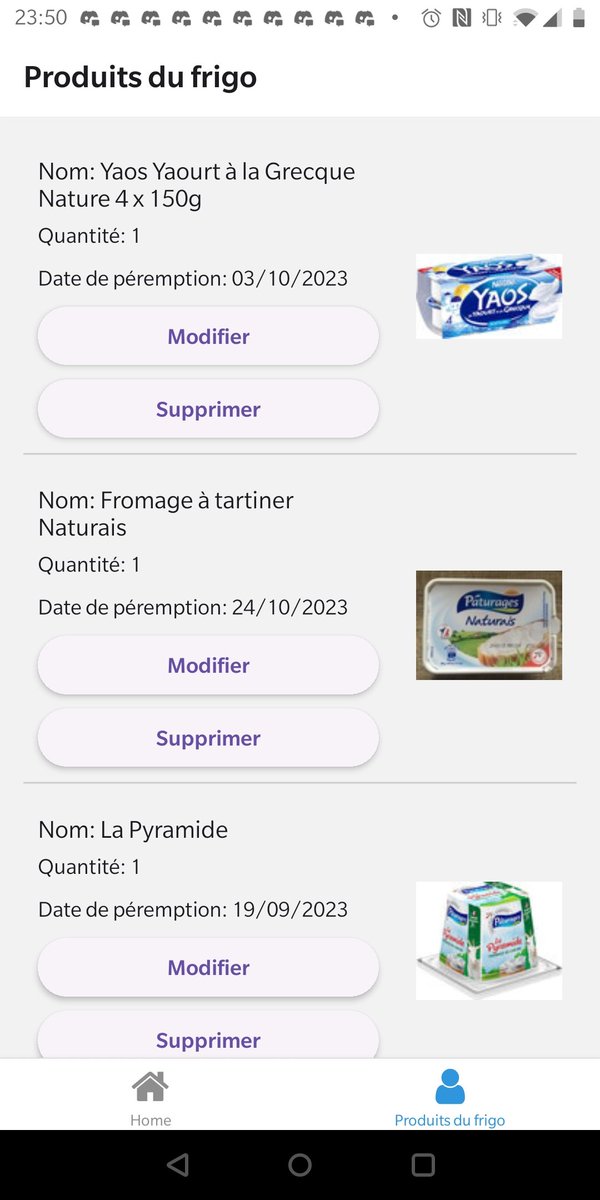 23:50
Produits du frigo
Nom: Yaos Yaourt à la Grecque
Nature 4 x 150g
Quantité: 1
Date de péremption: 03/10/2023
Nestlé
YAOS
Modifier
Supprimer
Nom: Fromage à tartiner
Naturais
Quantité: 1
Date de péremption: 24/10/2023
Pâturages
Naturais
Modifier
Supprimer
Nom: La Pyramide
Quantité: 1
Date de péremption: 19/09/2023
Pâturages
La
Pyramide
Modifier
Supprimer
Home
Produits du frigo